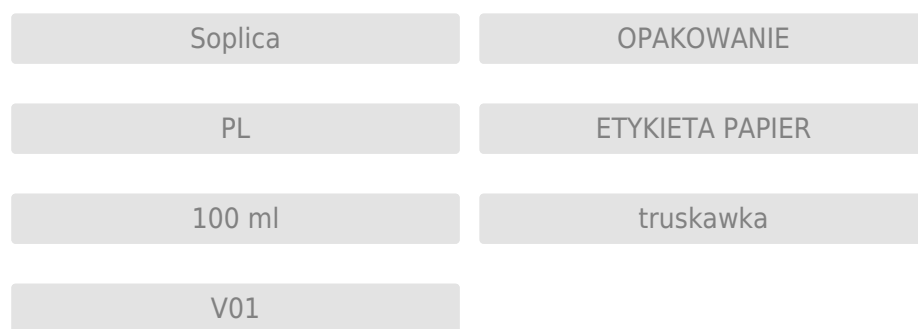 Soplica
OPAKOWANIE
PL
ETYKIETA PAPIER
100 ml
truskawka
V01